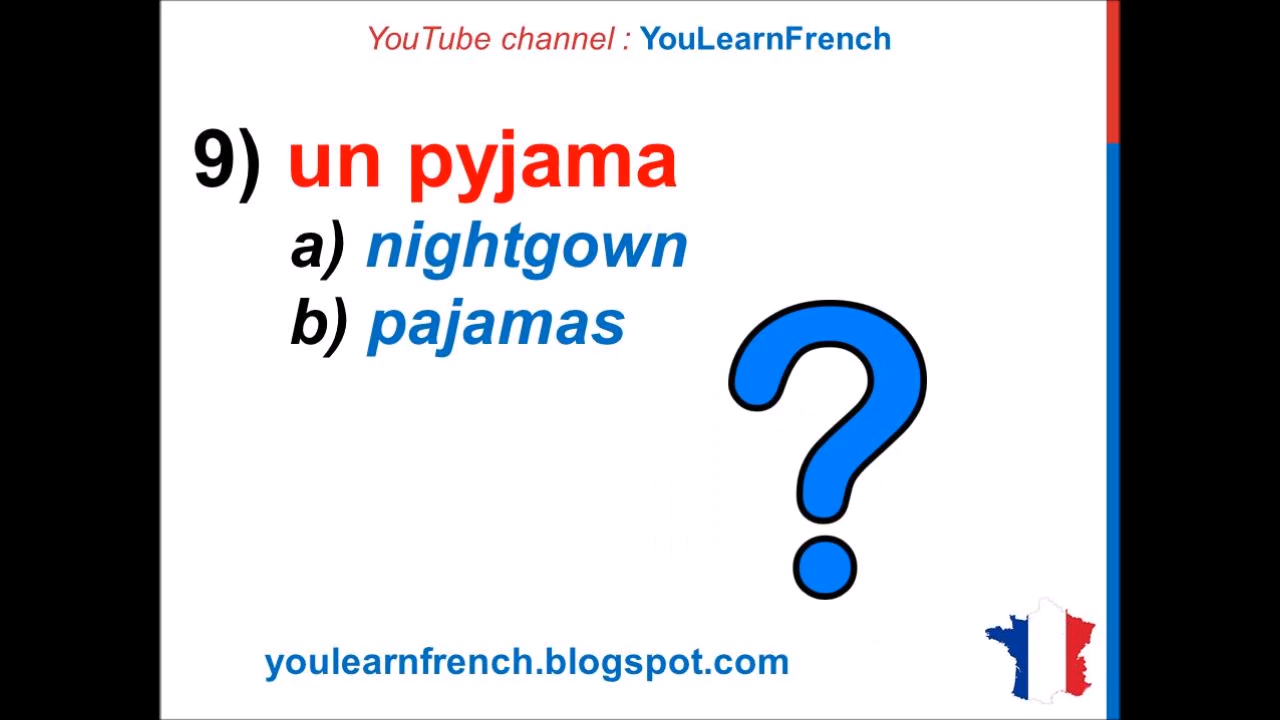 YouTube channel : YouLearnFrench
9) un pyjama
a) nightgown
b) pajamas
?
youlearnfrench.blogspot.com